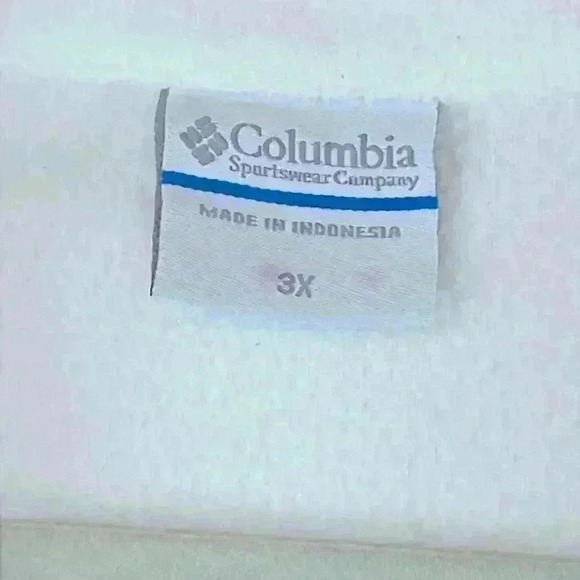 Columbia
Sportswear Company
MADE IN INDONESIA
3X